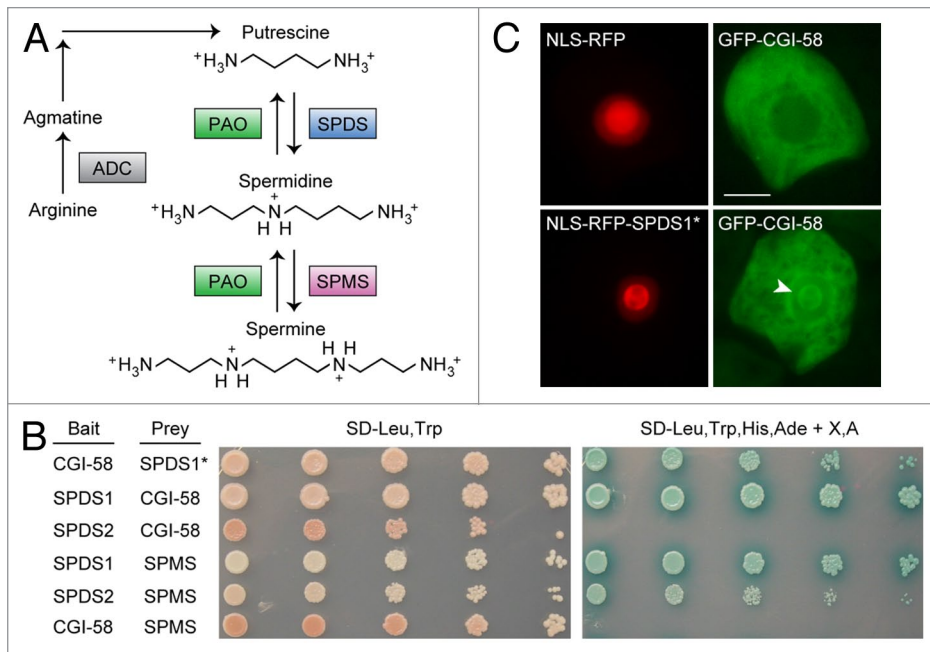 A
Putrescine
⁺H₃N NH₃⁺
Agmatine
PAO SPDS
ADC
Spermidine
⁺H₃N + N H H NH₃⁺
Arginine
PAO SPMS
Spermine
⁺H₃N + N H H H H N + NH₃⁺
C
NLS-RFP GFP-CGI-58
NLS-RFP-SPDS1* GFP-CGI-58
B
Bait Prey SD-Leu,Trp SD-Leu,Trp,His,Ade + X,A
CGI-58 SPDS1*
SPDS1 CGI-58
SPDS2 CGI-58
SPDS1 SPMS
SPDS2 SPMS
CGI-58 SPMS